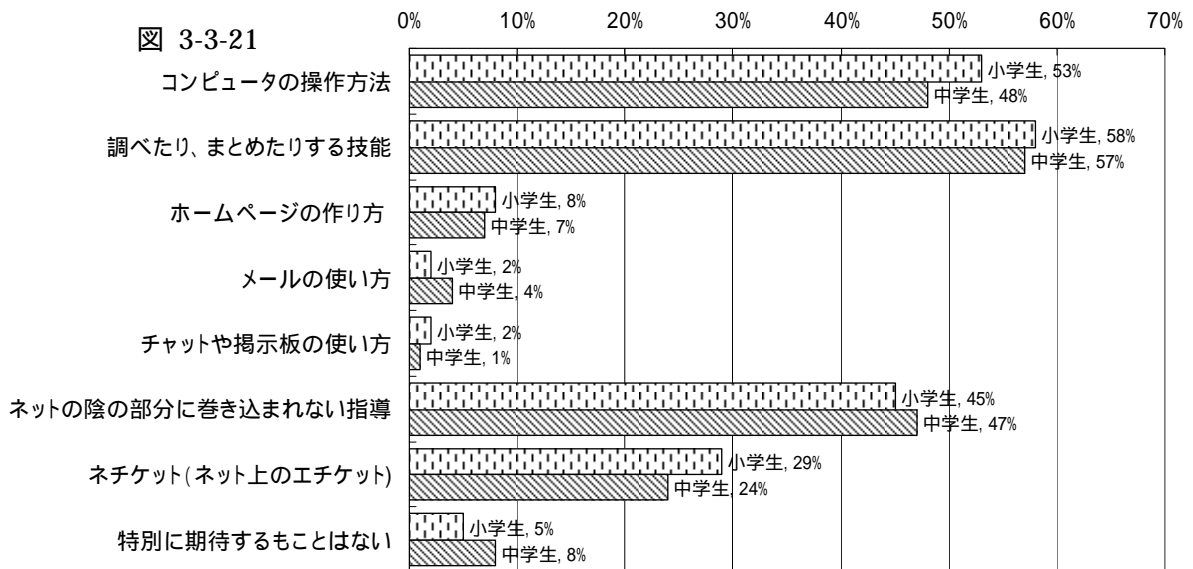 0% 10% 20% 30% 40% 50% 60% 70%
図 3-3-21
コンピュータの操作方法
小学生, 53%
中学生, 48%
調べたり、まとめたりする技能
小学生, 58%
中学生, 57%
ホームページの作り方
小学生, 8%
中学生, 7%
メールの使い方
小学生, 2%
中学生, 4%
チャットや掲示板の使い方
小学生, 2%
中学生, 1%
ネットの陰の部分に巻き込まれない指導
小学生, 45%
中学生, 47%
ネチケット(ネット上のエチケット)
小学生, 29%
中学生, 24%
特別に期待するもことはない
小学生, 5%
中学生, 8%